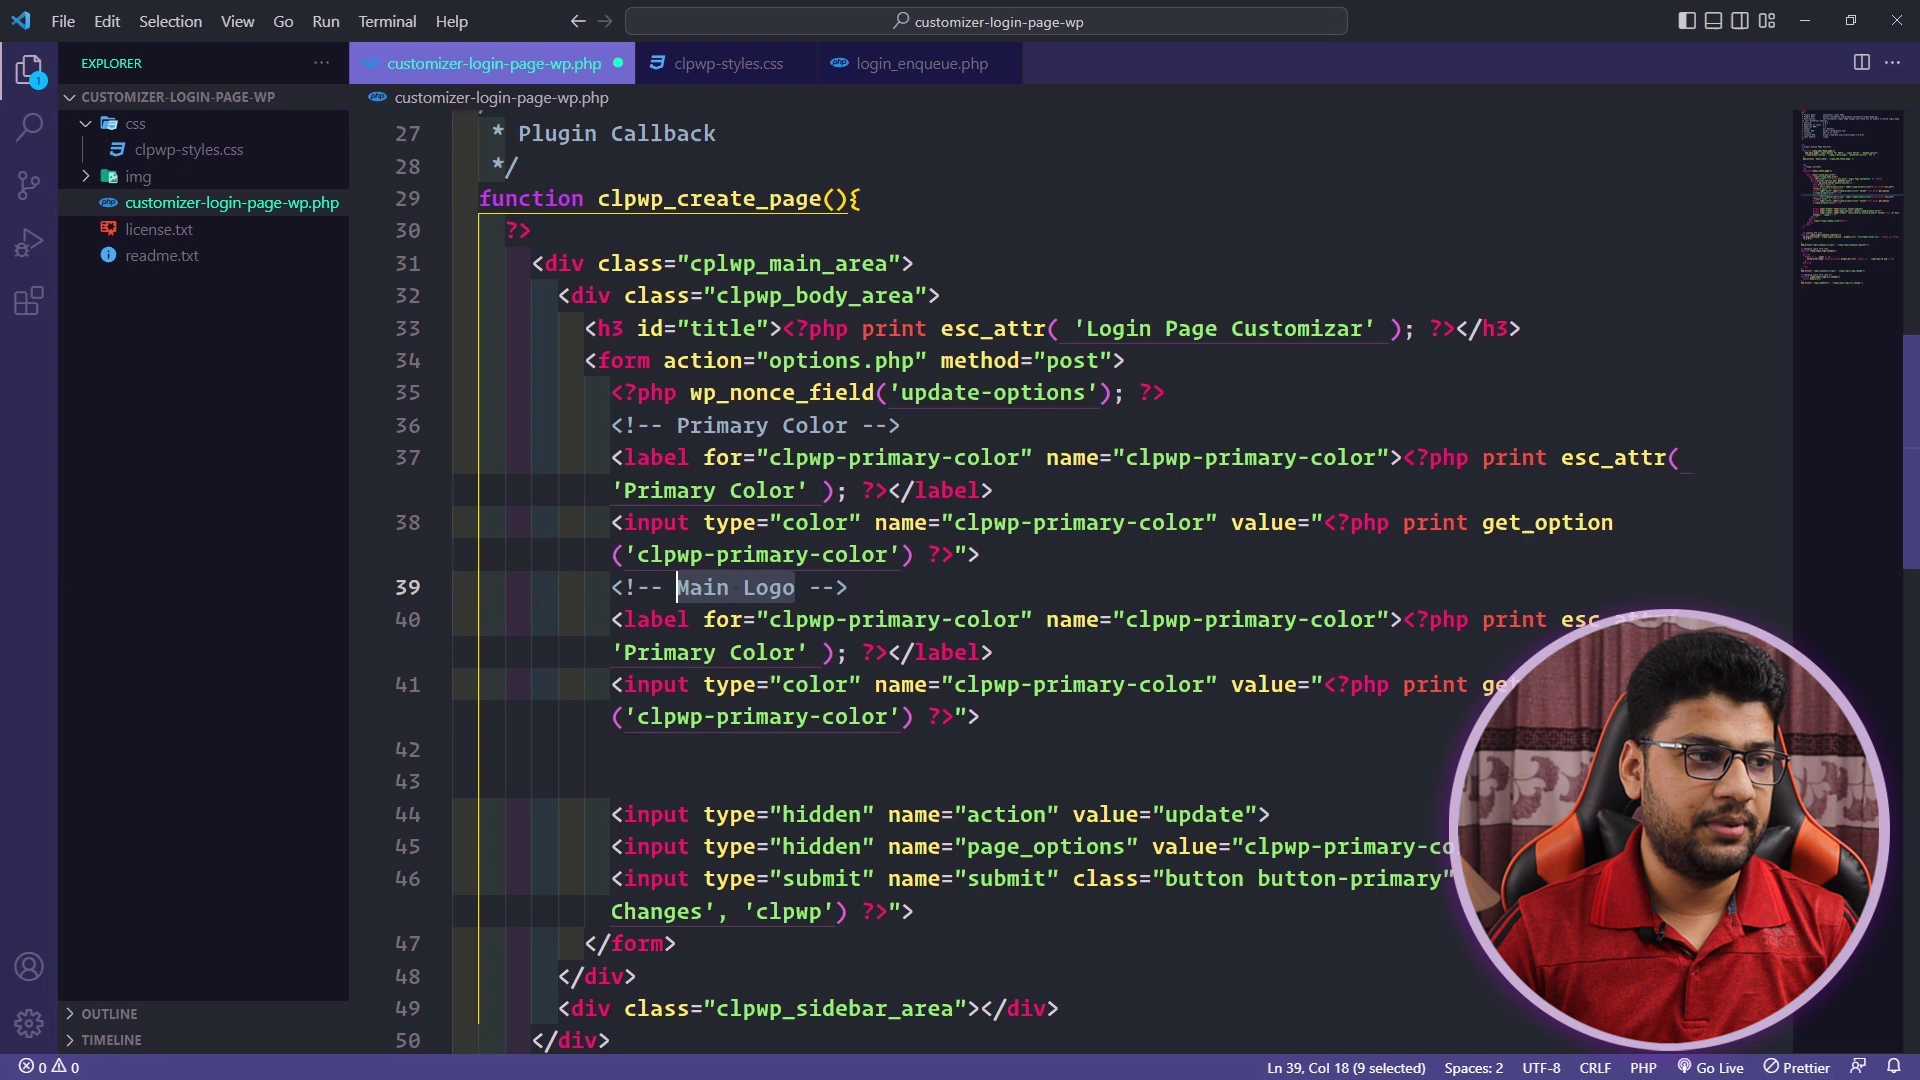 File Edit Selection View Go Run Terminal Help
customizer-login-page-wp
EXPLORER
customizer-login-page-wp.php
clpwp-styles.css
login_enqueue.php
CUSTOMIZER-LOGIN-PAGE-WP
css
clpwp-styles.css
img
customizer-login-page-wp.php
license.txt
readme.txt
OUTLINE
TIMELINE
customizer-login-page-wp.php
27 * Plugin Callback
28 */
29 function clpwp_create_page(){
30 ?>
31 <div class="cplwp_main_area">
32 <div class="clpwp_body_area">
33 <h3 id="title"><?php print esc_attr( 'Login Page Customizar' ); ?></h3>
34 <form action="options.php" method="post">
35 <?php wp_nonce_field('update-options'); ?>
36 <!-- Primary Color -->
37 <label for="clpwp-primary-color" name="clpwp-primary-color"><?php print esc_attr(
'Primary Color' ); ?></label>
38 <input type="color" name="clpwp-primary-color" value="<?php print get_option
('clpwp-primary-color') ?>">
39 <!-- Main Logo -->
40 <label for="clpwp-primary-color" name="clpwp-primary-color"><?php print
'Primary Color' ); ?></label>
41 <input type="color" name="clpwp-primary-color" value="<?php print
('clpwp-primary-color') ?>">
42
43
44 <input type="hidden" name="action" value="update">
45 <input type="hidden" name="page_options" value="clpwp-primary-co
46 <input type="submit" name="submit" class="button button-primary"
Changes', 'clpwp') ?>">
47 </form>
48 </div>
49 <div class="clpwp_sidebar_area"></div>
50 </div>
0 0
Ln 39, Col 18 (9 selected) Spaces: 2 UTF-8 CRLF PHP Go Live Prettier